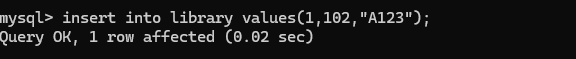 mysql> insert into library values(1,102,"A123");
Query OK, 1 row affected (0.02 sec)